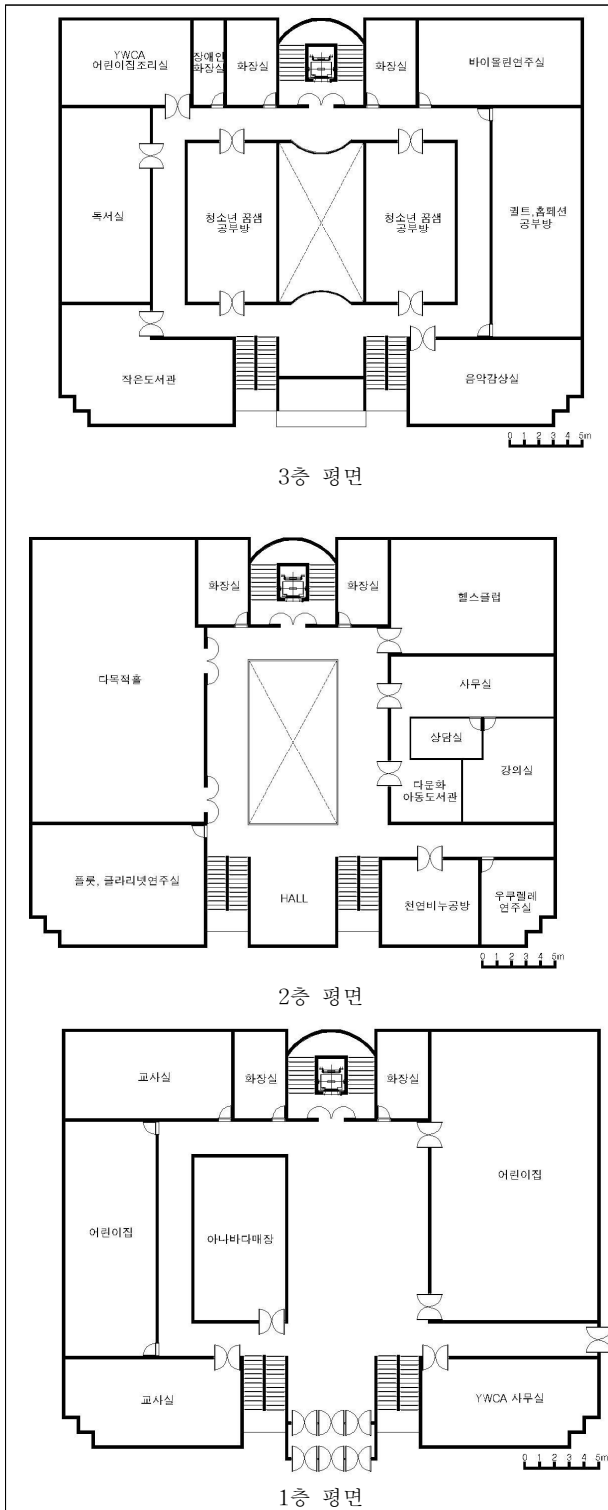 YWCA
어린이집조리실
장애인
화장실
화장실
화장실
바이올린연주실
독서실
청소년 꿈샘
공부방
청소년 꿈샘
공부방
퀼트,홈페션
공부방
작은도서관
음악감상실
0 1 2 3 4 5m
3층 평면
화장실
화장실
헬스클럽
다목적홀
사무실
상담실
강의실
다문화
아동도서관
플룻, 클라리넷연주실
HALL
천연비누공방
우쿠렐레
연주실
0 1 2 3 4 5m
2층 평면
교사실
화장실
화장실
어린이집
어린이집
아나바다매장
교사실
YWCA 사무실
0 1 2 3 4 5m
1층 평면